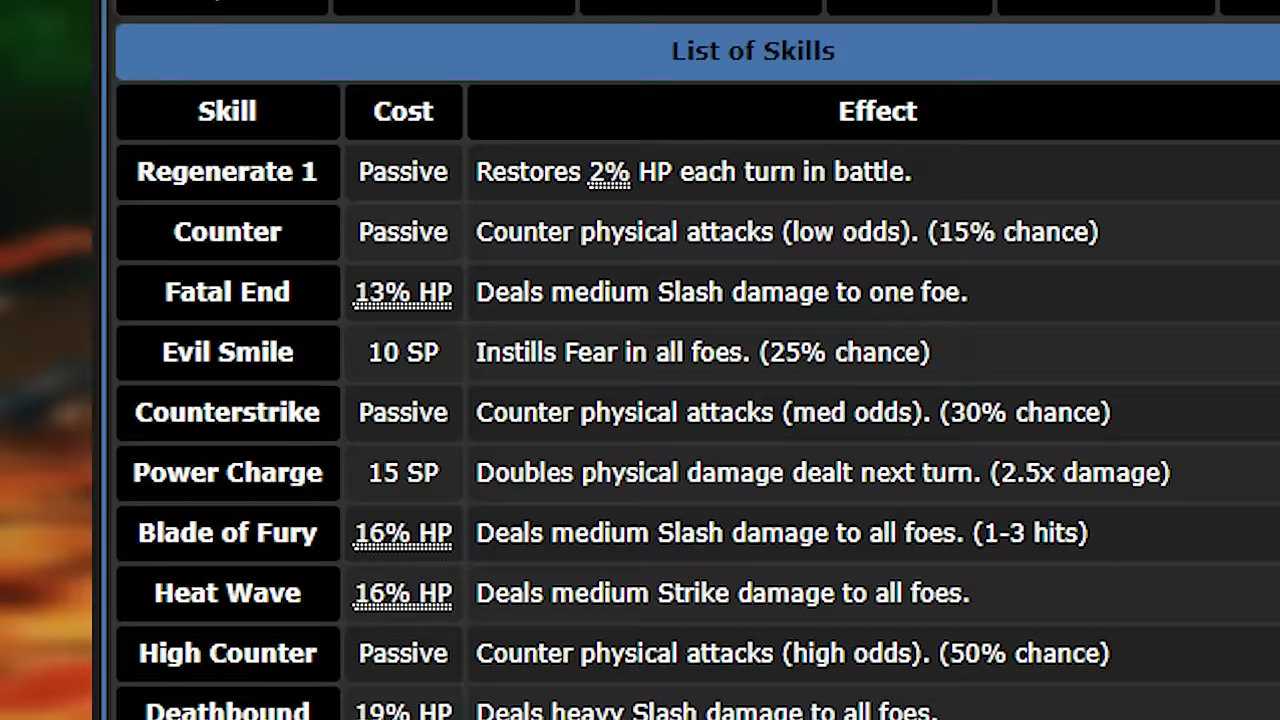 List of Skills
Skill Cost Effect
Regenerate 1 Passive Restores 2% HP each turn in battle.
Counter Passive Counter physical attacks (low odds). (15% chance)
Fatal End 13% HP Deals medium Slash damage to one foe.
Evil Smile 10 SP Instills Fear in all foes. (25% chance)
Counterstrike Passive Counter physical attacks (med odds). (30% chance)
Power Charge 15 SP Doubles physical damage dealt next turn. (2.5x damage)
Blade of Fury 16% HP Deals medium Slash damage to all foes. (1-3 hits)
Heat Wave 16% HP Deals medium Strike damage to all foes.
High Counter Passive Counter physical attacks (high odds). (50% chance)
Deathbound 19% HP Deals heavy Slash damage to all foes.